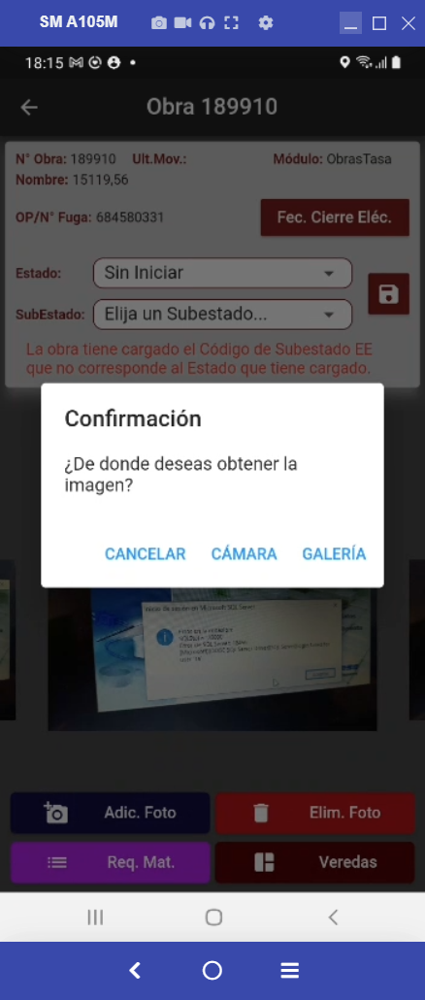 SM A105M
18:15
Obra 189910
N° Obra: 189910 Ult.Mov.: Módulo: ObrasTasa
Nombre: 15119,56
OP/N° Fuga: 684580331
Fec. Cierre Eléc.
Estado: Sin Iniciar
SubEstado: Elija un Subestado...
La obra tiene cargado el Código de Subestado EE
que no corresponde al Estado que tiene cargado.
Confirmación
¿De donde deseas obtener la
imagen?
CANCELAR CÁMARA GALERÍA
Microsoft SQL Server
Adic. Foto Elim. Foto
Req. Mat. Veredas